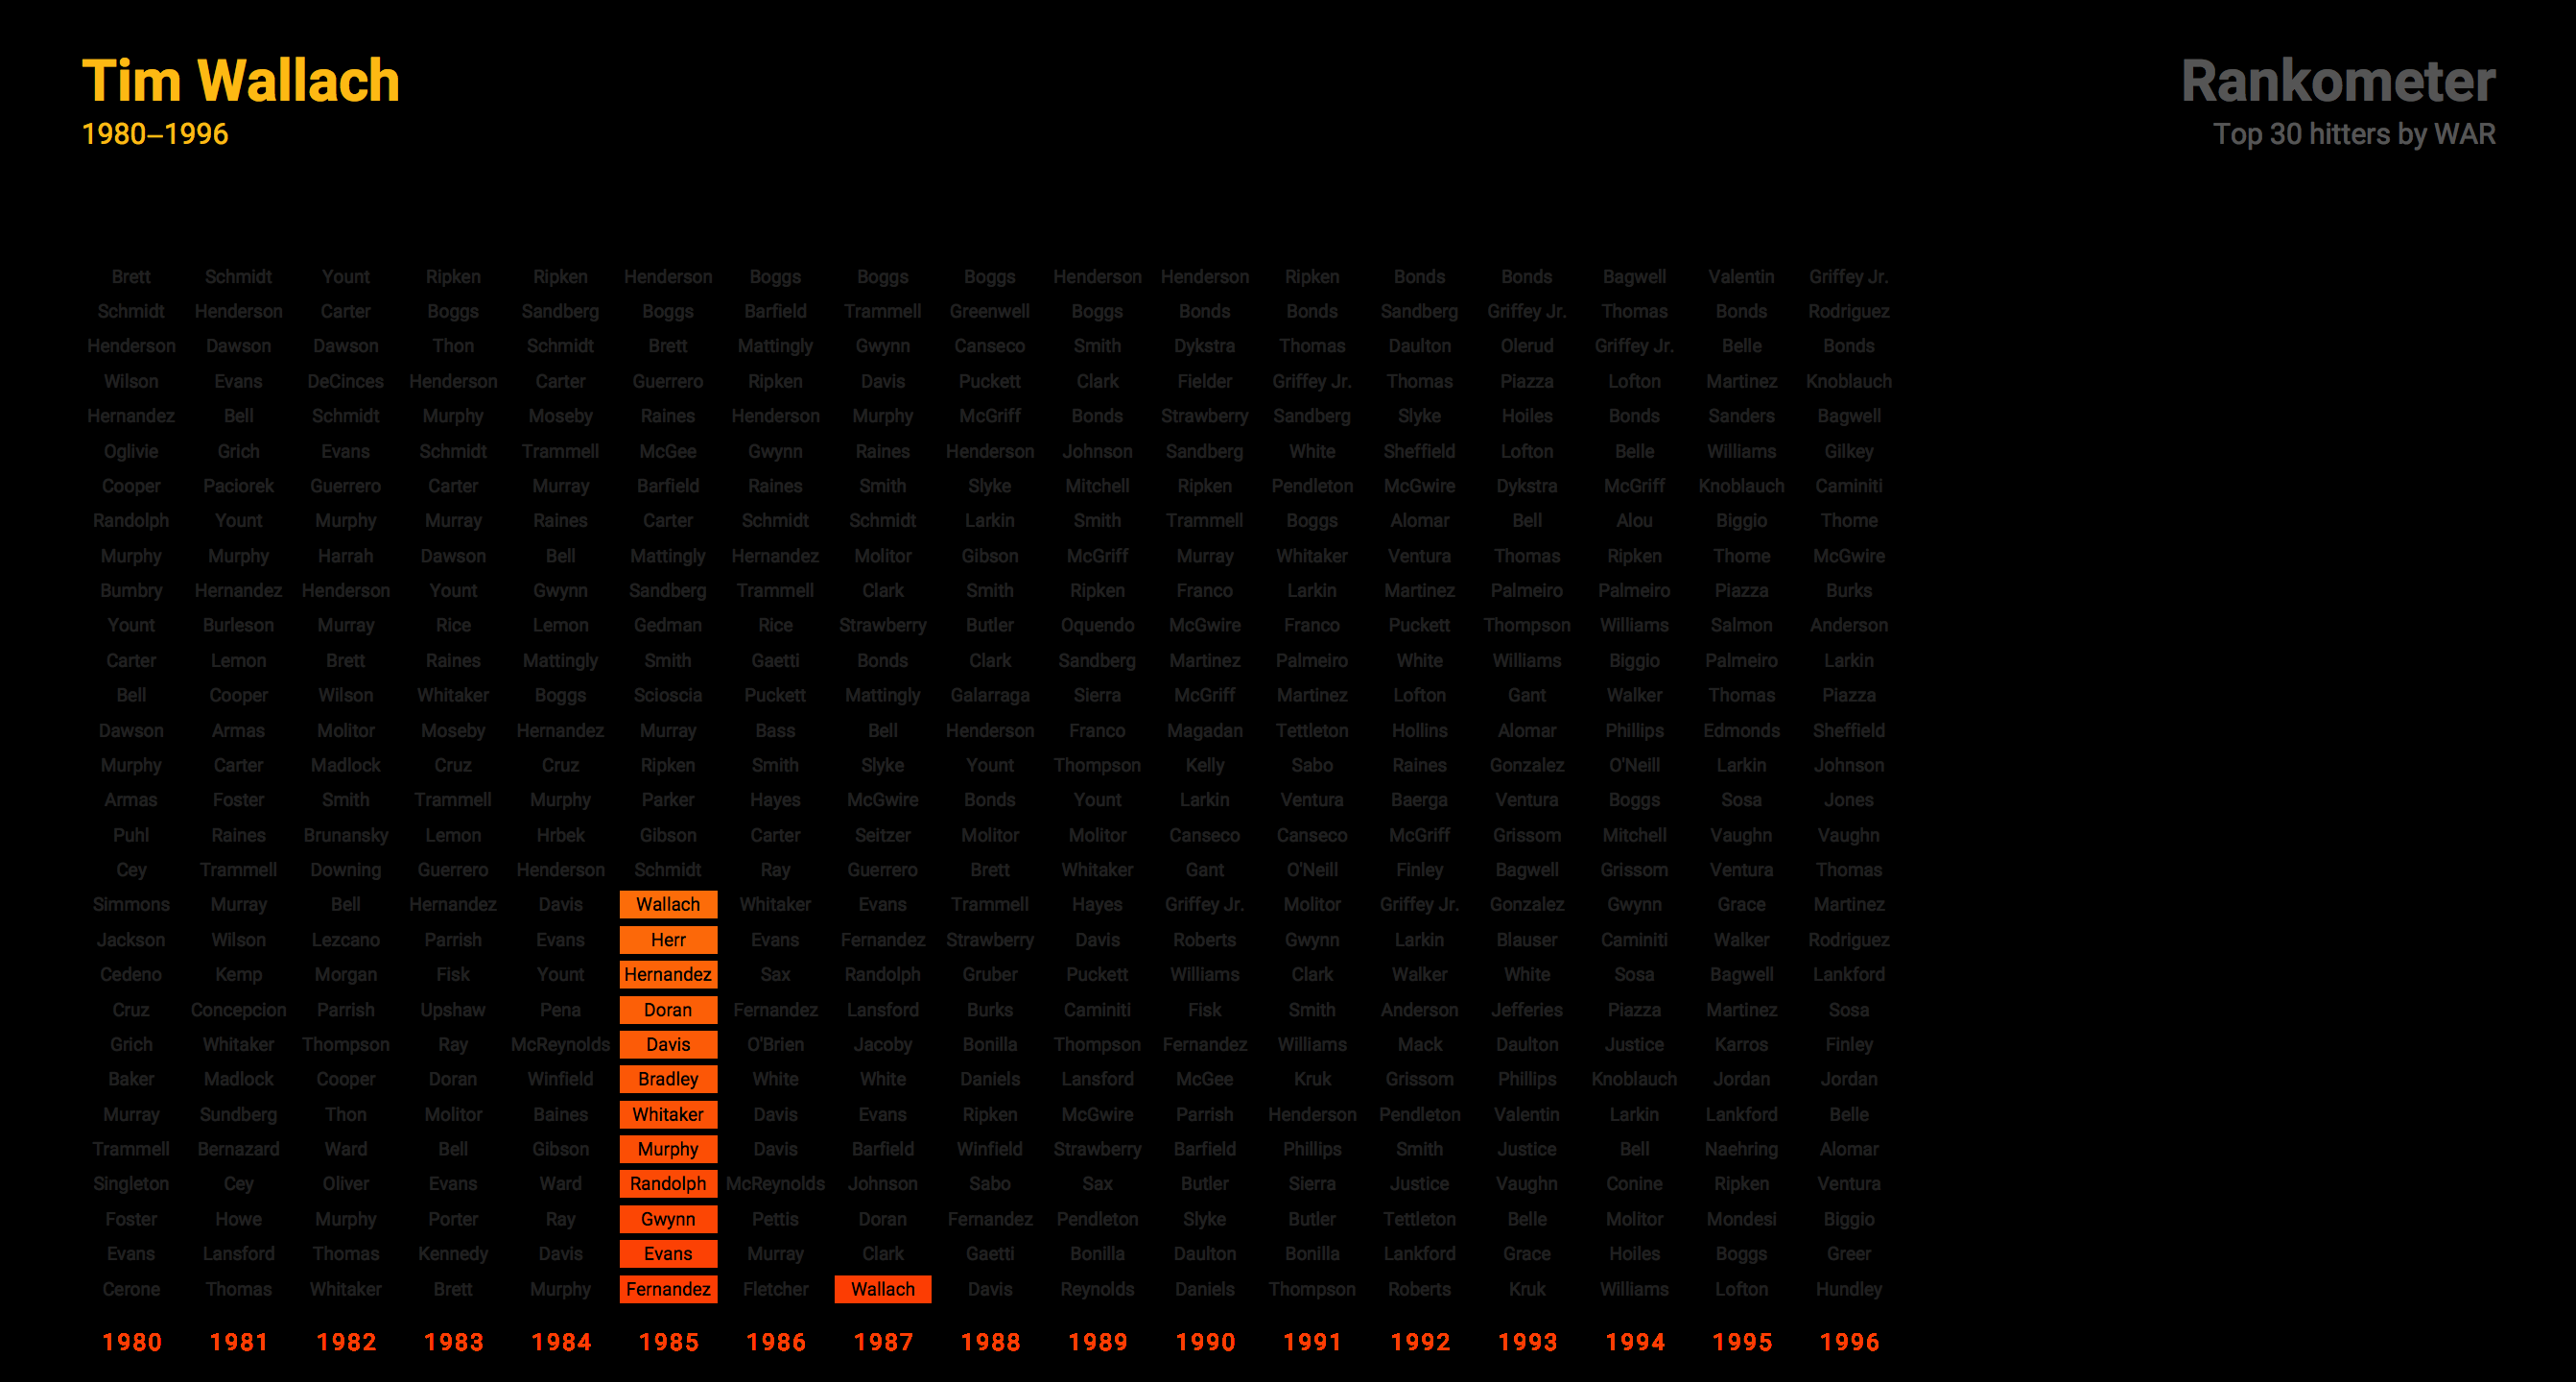 Tim Wallach
1980–1996
Rankometer
Top 30 hitters by WAR
Brett Schmidt Yount Ripken Ripken Henderson Boggs Boggs Boggs Henderson Henderson Ripken Bonds Bonds Bagwell Valentin Griffey Jr.
Schmidt Henderson Carter Boggs Sandberg Boggs Barfield Trammell Greenwell Boggs Bonds Bonds Sandberg Griffey Jr. Thomas Bonds Rodriguez
Henderson Dawson Dawson Thon Schmidt Brett Mattingly Gwynn Canseco Smith Dykstra Thomas Daulton Olerud Griffey Jr. Belle Bonds
Wilson Evans DeCinces Henderson Carter Guerrero Ripken Davis Puckett Clark Fielder Griffey Jr. Thomas Piazza Lofton Martinez Knoblauch
Hernandez Bell Schmidt Murphy Moseby Raines Henderson Murphy McGriff Bonds Strawberry Sandberg Slyke Hoiles Bonds Sanders Bagwell
Oglivie Grich Evans Schmidt Trammell McGee Gwynn Raines Henderson Johnson Sandberg White Sheffield Lofton Belle Williams Gilkey
Cooper Paciorek Guerrero Carter Murray Barfield Raines Smith Slyke Mitchell Ripken Pendleton McGwire Dykstra McGriff Knoblauch Caminiti
Randolph Yount Murphy Murray Raines Carter Schmidt Schmidt Larkin Smith Trammell Boggs Alomar Bell Alou Biggio Thome
Murphy Murphy Harrah Dawson Bell Mattingly Hernandez Molitor Gibson McGriff Murray Whitaker Ventura Thomas Ripken Thome McGwire
Bumbry Hernandez Henderson Yount Gwynn Sandberg Trammell Clark Smith Ripken Franco Larkin Martinez Palmeiro Palmeiro Piazza Burks
Yount Burleson Murray Rice Lemon Gedman Rice Strawberry Butler Oquendo McGwire Franco Puckett Thompson Williams Salmon Anderson
Carter Lemon Brett Raines Mattingly Smith Gaetti Bonds Clark Sandberg Martinez Palmeiro White Williams Biggio Palmeiro Larkin
Bell Cooper Wilson Whitaker Boggs Scioscia Puckett Mattingly Galarraga Sierra McGriff Martinez Lofton Gant Walker Thomas Piazza
Dawson Armas Molitor Moseby Hernandez Murray Bass Bell Henderson Franco Magadan Tettleton Hollins Alomar Phillips Edmonds Sheffield
Murphy Carter Madlock Cruz Cruz Ripken Smith Slyke Yount Thompson Kelly Sabo Raines Gonzalez O'Neill Larkin Johnson
Armas Foster Smith Trammell Murphy Parker Hayes McGwire Bonds Yount Larkin Ventura Baerga Ventura Boggs Sosa Jones
Puhl Raines Brunansky Lemon Hrbek Gibson Carter Seitzer Molitor Molitor Canseco Canseco McGriff Grissom Mitchell Vaughn Vaughn
Cey Trammell Downing Guerrero Henderson Schmidt Ray Guerrero Brett Whitaker Gant O'Neill Finley Bagwell Grissom Ventura Thomas
Simmons Murray Bell Hernandez Davis Wallach Whitaker Evans Trammell Hayes Griffey Jr. Molitor Griffey Jr. Gonzalez Gwynn Grace Martinez
Jackson Wilson Lezcano Parrish Evans Herr Evans Fernandez Strawberry Davis Roberts Gwynn Larkin Blauser Caminiti Walker Rodriguez
Cedeno Kemp Morgan Fisk Yount Hernandez Sax Randolph Gruber Puckett Williams Clark Walker White Sosa Bagwell Lankford
Cruz Concepcion Parrish Upshaw Pena Doran Fernandez Lansford Burks Caminiti Fisk Smith Anderson Jefferies Piazza Martinez Sosa
Grich Whitaker Thompson Ray McReynolds Davis O'Brien Jacoby Bonilla Thompson Fernandez Williams Mack Daulton Justice Karros Finley
Baker Madlock Cooper Doran Winfield Bradley White White Daniels Lansford McGee Kruk Grissom Phillips Knoblauch Jordan Jordan
Murray Sundberg Thon Molitor Baines Whitaker Davis Evans Ripken McGwire Parrish Henderson Pendleton Valentin Larkin Lankford Belle
Trammell Bernazard Ward Bell Gibson Murphy Davis Barfield Winfield Strawberry Barfield Phillips Smith Justice Bell Naehring Alomar
Singleton Cey Oliver Evans Ward Randolph McReynolds Johnson Sabo Sax Butler Sierra Justice Vaughn Conine Ripken Ventura
Foster Howe Murphy Porter Ray Gwynn Pettis Doran Fernandez Pendleton Slyke Butler Tettleton Belle Molitor Mondesi Biggio
Evans Lansford Thomas Kennedy Davis Evans Murray Clark Gaetti Bonilla Daulton Bonilla Lankford Grace Hoiles Boggs Greer
Cerone Thomas Whitaker Brett Murphy Fernandez Fletcher Wallach Davis Reynolds Daniels Thompson Roberts Kruk Williams Lofton Hundley
1980 1981 1982 1983 1984 1985 1986 1987 1988 1989 1990 1991 1992 1993 1994 1995 1996